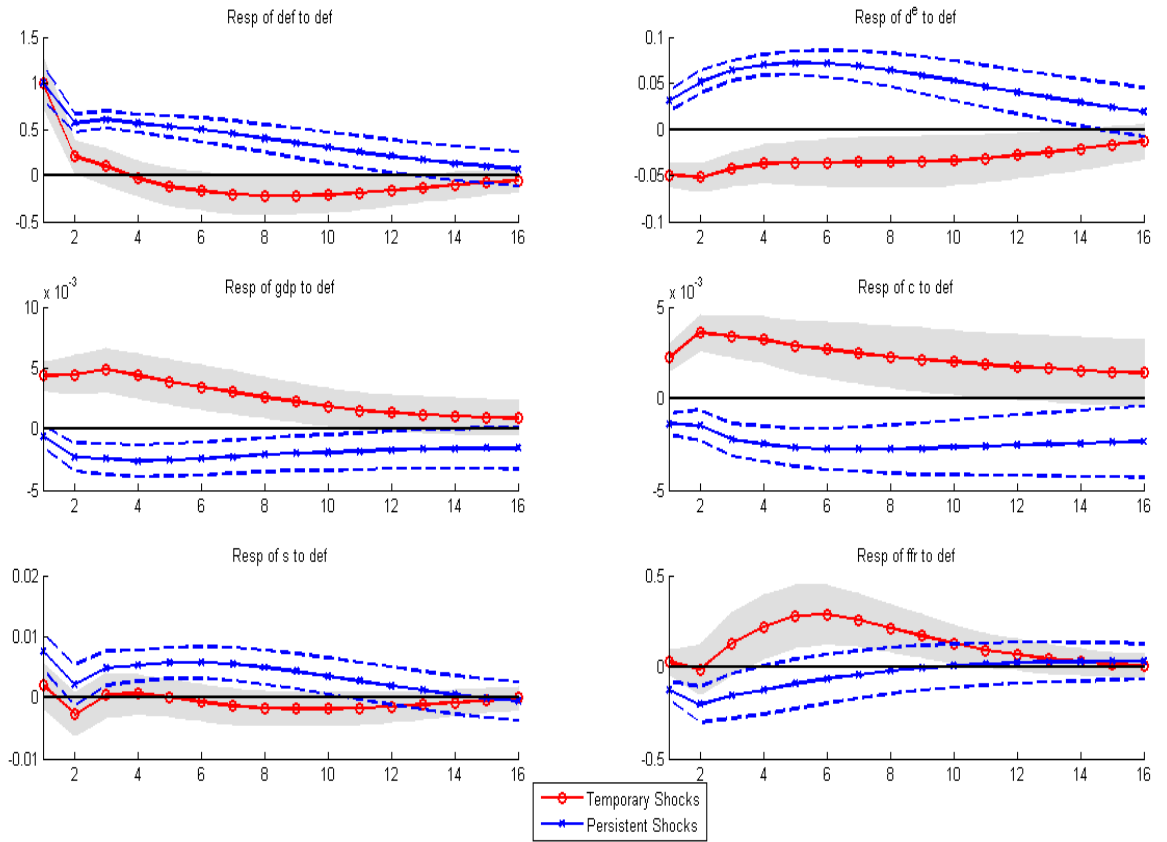 Resp of def to def
1.5
1
0.5
0
-0.5
2 4 6 8 10 12 14 16
Resp of dᵉ to def
0.1
0.05
0
-0.05
-0.1
2 4 6 8 10 12 14 16
Resp of gdp to def
x 10⁻³
10
5
0
-5
2 4 6 8 10 12 14 16
Resp of c to def
x 10⁻³
5
0
-5
2 4 6 8 10 12 14 16
Resp of s to def
0.02
0.01
0
-0.01
2 4 6 8 10 12 14 16
Resp of ffr to def
0.5
0
-0.5
2 4 6 8 10 12 14 16
Temporary Shocks
Persistent Shocks